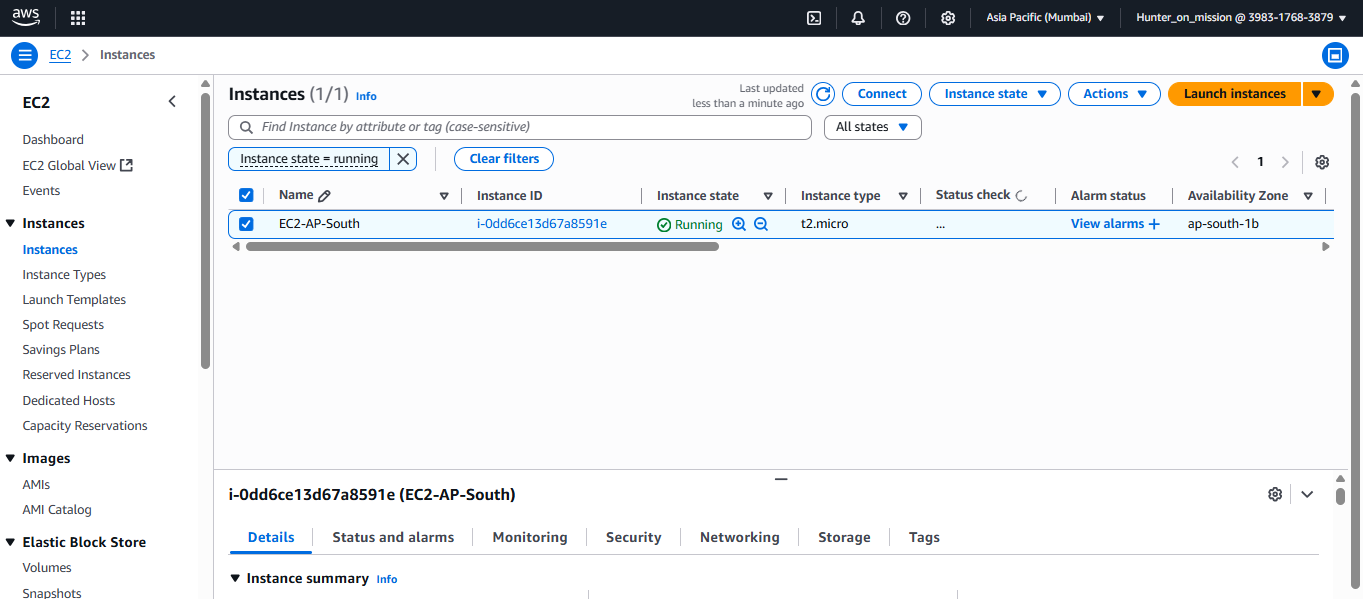 aws
Asia Pacific (Mumbai)
Hunter_on_mission @ 3983-1768-3879
EC2
Instances
EC2
Dashboard
EC2 Global View
Events
Instances
Instances
Instance Types
Launch Templates
Spot Requests
Savings Plans
Reserved Instances
Dedicated Hosts
Capacity Reservations
Images
AMIs
AMI Catalog
Elastic Block Store
Volumes
Snapshots
Instances (1/1) Info
Last updated
less than a minute ago
Connect
Instance state
Actions
Launch instances
Find Instance by attribute or tag (case-sensitive)
All states
Instance state = running
Clear filters
1
Name Instance ID Instance state Instance type Status check Alarm status Availability Zone
EC2-AP-South i-0dd6ce13d67a8591e Running t2.micro ... View alarms + ap-south-1b
i-0dd6ce13d67a8591e (EC2-AP-South)
Details Status and alarms Monitoring Security Networking Storage Tags
Instance summary Info